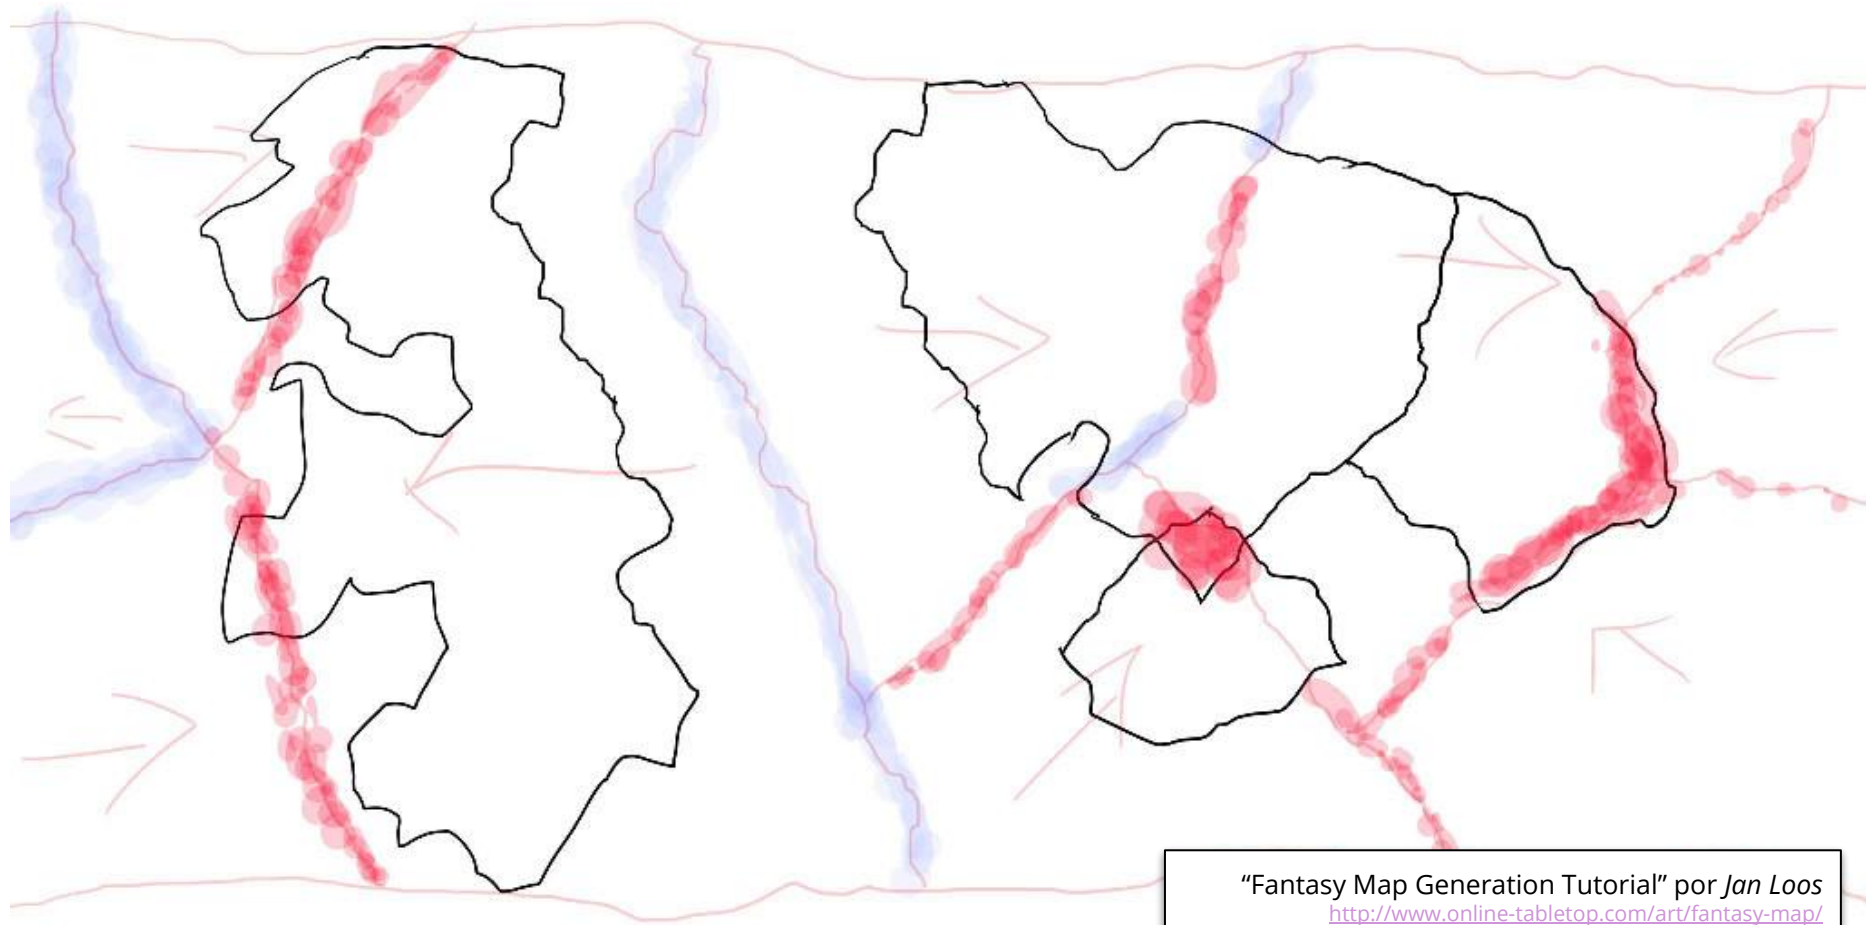 “Fantasy Map Generation Tutorial” por Jan Loos
http://www.online-tabletop.com/art/fantasy-map/